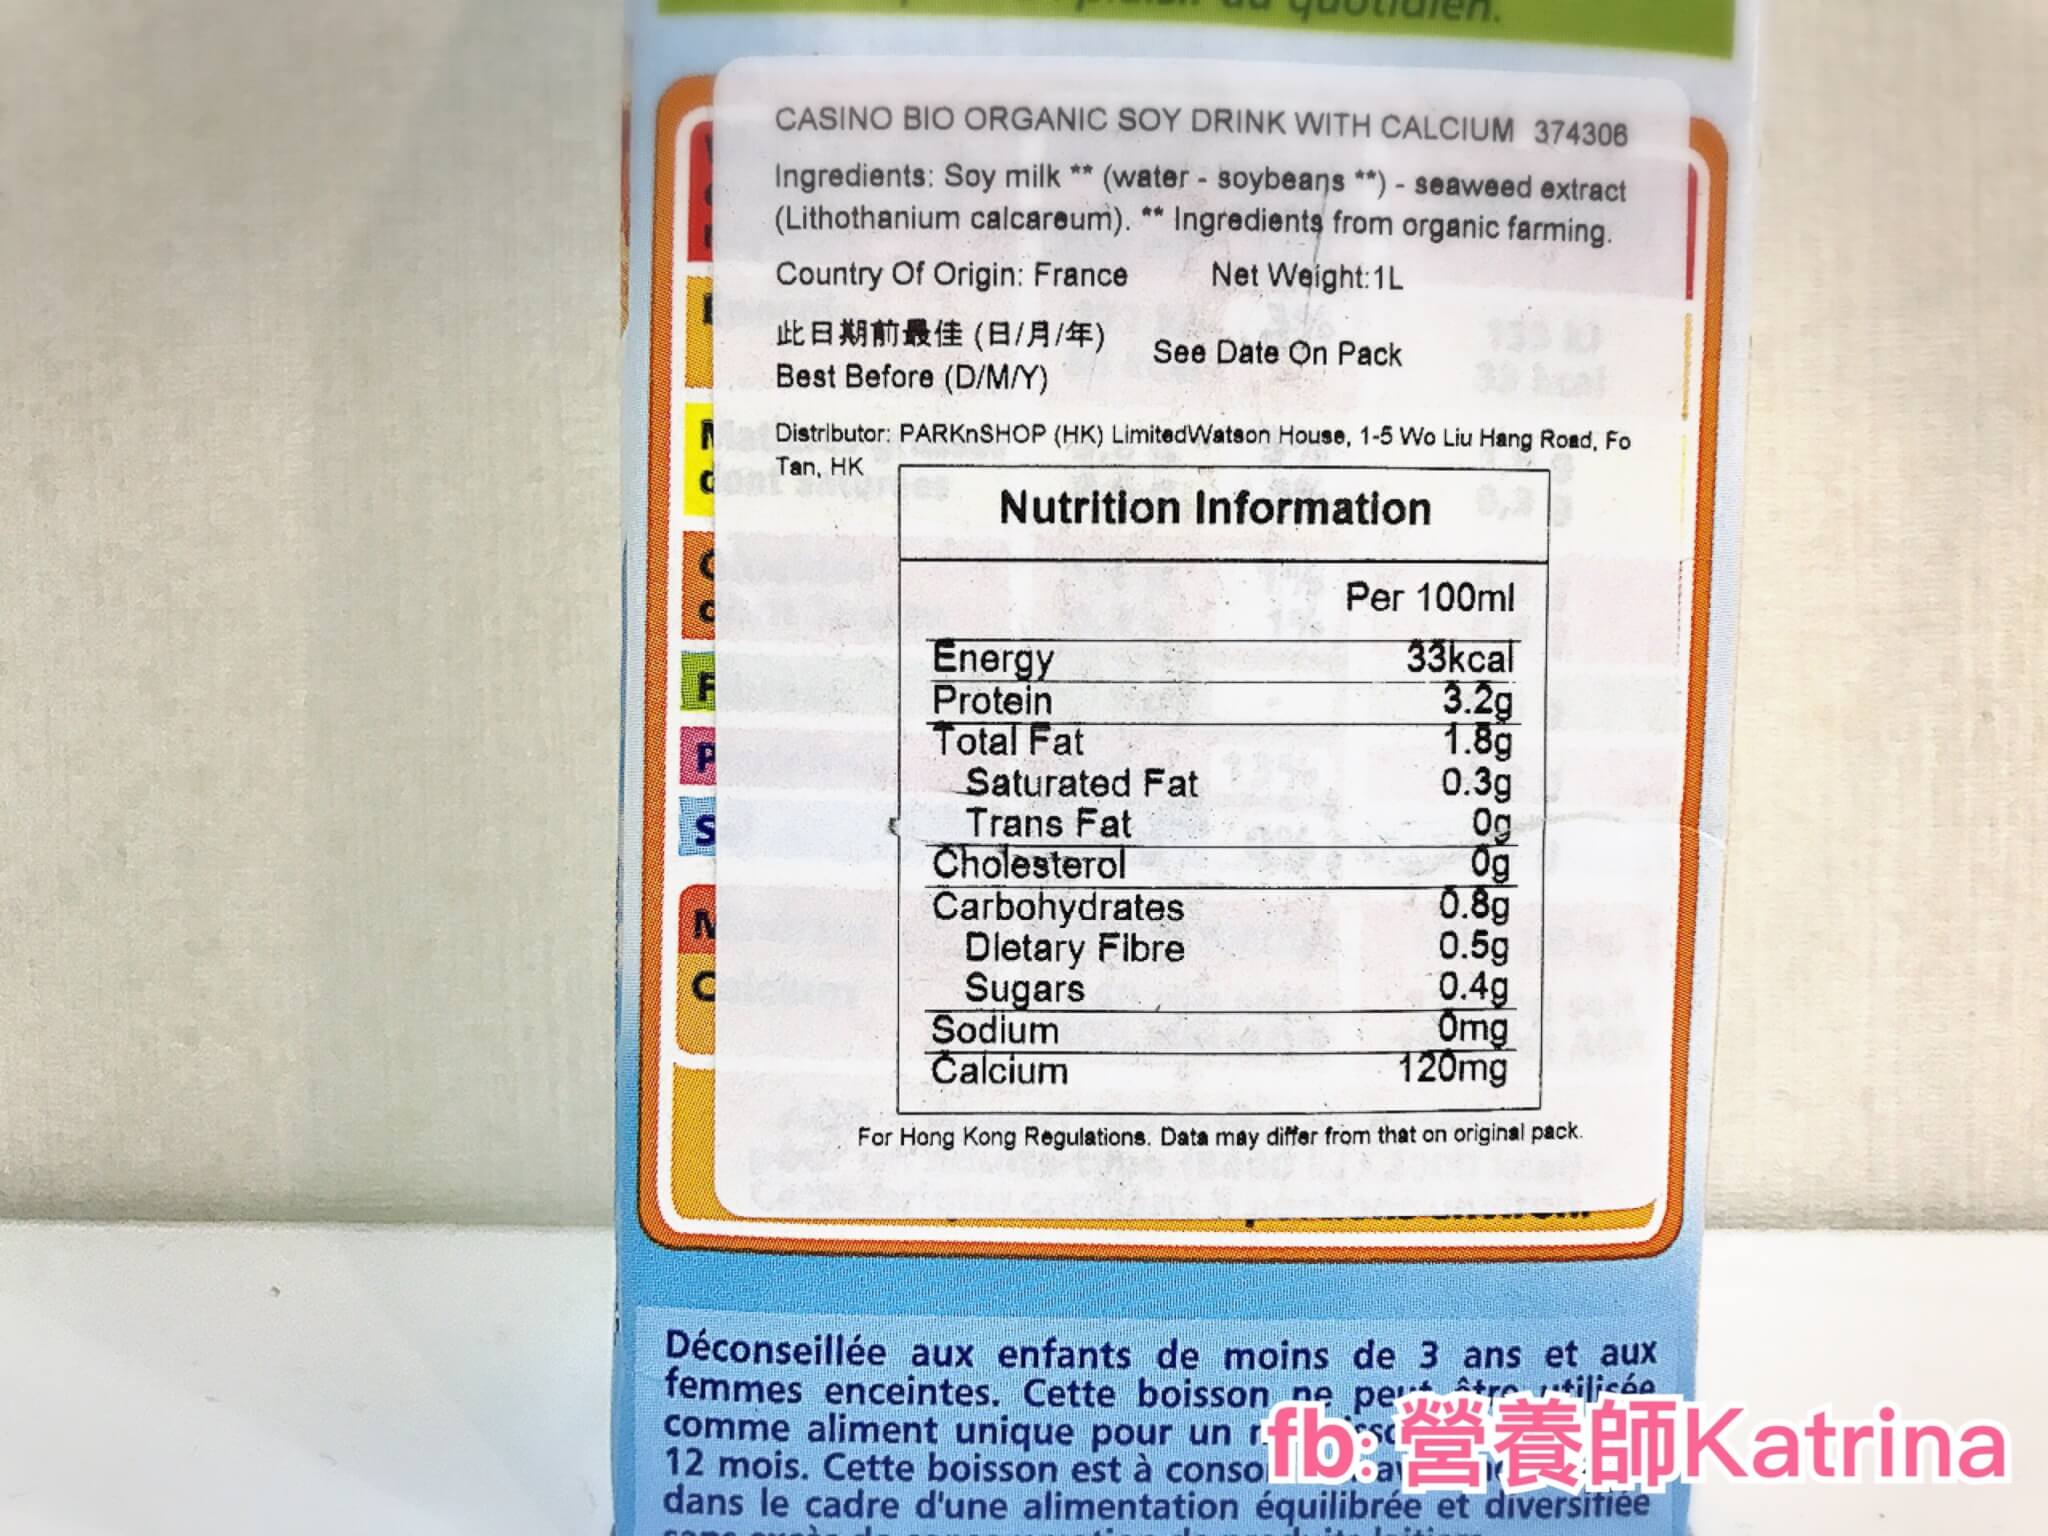 plaisir au quotidien.
CASINO BIO ORGANIC SOY DRINK WITH CALCIUM 374306
Ingredients: Soy milk ** (water - soybeans **) - seaweed extract
(Lithothanium calcareum). ** Ingredients from organic farming.
Country Of Origin: France Net Weight:1L
此日期前最佳 (日/月/年)
Best Before (D/M/Y) See Date On Pack
Distributor: PARKnSHOP (HK) LimitedWatson House, 1-5 Wo Liu Hang Road, Fo
Tan, HK
Nutrition Information
Per 100ml
Energy 33kcal
Protein 3.2g
Total Fat 1.8g
Saturated Fat 0.3g
Trans Fat 0g
Cholesterol 0g
Carbohydrates 0.8g
Dietary Fibre 0.5g
Sugars 0.4g
Sodium 0mg
Calcium 120mg
For Hong Kong Regulations. Data may differ from that on original pack.
Déconseillée aux enfants de moins de 3 ans et aux
femmes enceintes. Cette boisson ne peut être utilisée
comme aliment unique pour un
12 mois. Cette boisson est à
dans le cadre d'une alimentation équilibrée et diversifiée
fb: 營養師Katrina